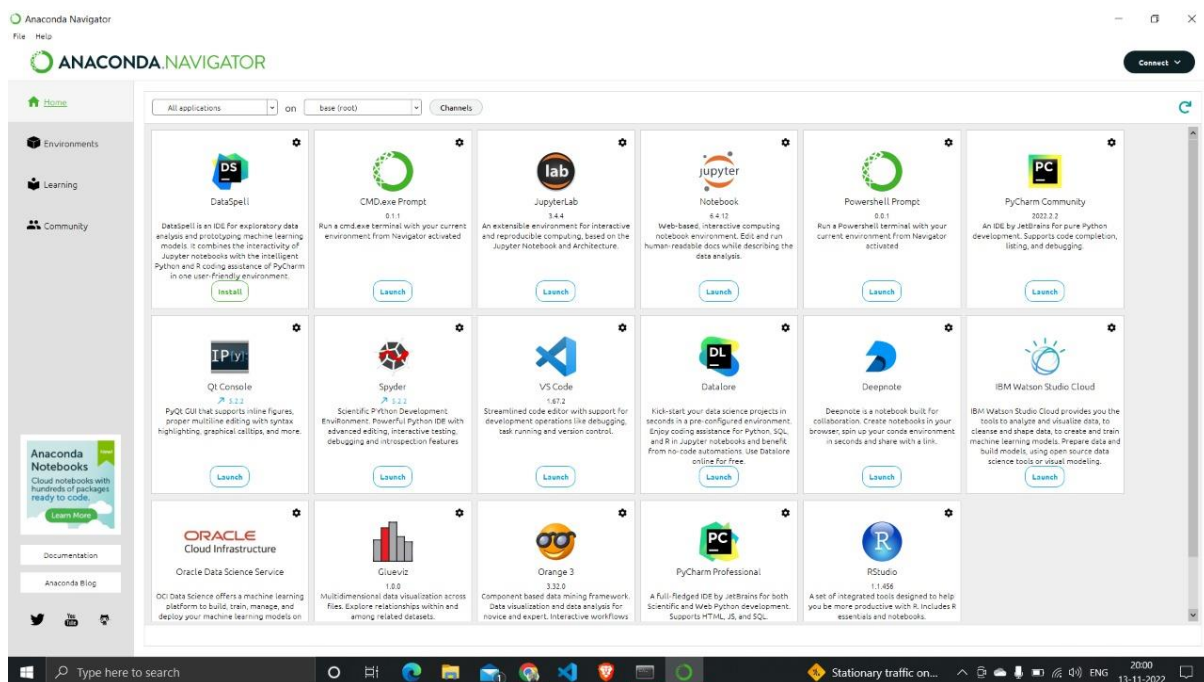 Anaconda Navigator
File Help
ANACONDA.NAVIGATOR
Connect
Home
Environments
Learning
Community
All applications on base (root) Channels
DS
DataSpell
DataSpell is an IDE for exploratory data
analysis and prototyping machine learning
models. It combines the interactivity of
Jupyter notebooks with the intelligent
Python and R coding assistance of PyCharm
in one user-friendly environment.
Install
CMD.exe Prompt
0.1.1
Run a cmd.exe terminal with your current
environment from Navigator activated
Launch
lab
JupyterLab
3.4.4
An extensible environment for interactive
and reproducible computing, based on the
Jupyter Notebook and Architecture.
Launch
jupyter
Notebook
6.4.12
Web-based, interactive computing
notebook environment. Edit and run
human-readable docs while describing the
data analysis.
Launch
Powershell Prompt
0.0.1
Run a Powershell terminal with your
current environment from Navigator
activated
Launch
PC
PyCharm Community
2022.2.2
An IDE by JetBrains for pure Python
development. Supports code completion,
listing, and debugging.
Launch
IP[y]:
Qt Console
5.2.2
PyQt GUI that supports inline figures,
proper multiline editing with syntax
highlighting, graphical calltips, and more.
Launch
Spyder
5.2.2
Scientific PYthon Development
EnviRonment. Powerful Python IDE with
advanced editing, interactive testing,
debugging and introspection features
Launch
VS Code
1.67.2
Streamlined code editor with support for
development operations like debugging,
task running and version control.
Launch
DL
Datalore
Kick-start your data science projects in
seconds in a pre-configured environment.
Enjoy coding assistance for Python, SQL,
and R in Jupyter notebooks and benefit
from no-code automations. Use Datalore
online for free.
Launch
Deepnote
Deepnote is a notebook built for
collaboration. Create notebooks in your
browser, spin up your conda environment
in seconds and share with a link.
Launch
IBM Watson Studio Cloud
IBM Watson Studio Cloud provides you the
tools to analyze and visualize data, to
cleanse and shape data, to create and train
machine learning models. Prepare data and
build models, using open source data
science tools or visual modeling.
Launch
ORACLE
Cloud Infrastructure
Oracle Data Science Service
OCI Data Science offers a machine learning
platform to build, train, manage, and
deploy your machine learning models on
Glueviz
1.0.0
Multidimensional data visualization across
files. Explore relationships within and
among related datasets.
Orange 3
3.32.0
Component based data mining framework.
Data visualization and data analysis for
novice and expert. Interactive workflows
PC
PyCharm Professional
A full-fledged IDE by JetBrains for both
Scientific and Web Python development.
Supports HTML, JS, and SQL.
R
RStudio
1.1.456
A set of integrated tools designed to help
you be more productive with R. Includes R
essentials and notebooks.
Anaconda
Notebooks
New!
Cloud notebooks with
hundreds of packages
ready to code.
Learn More
Documentation
Anaconda Blog
You
Tube
Type here to search
1
Stationary traffic on...
ENG
20:00
13-11-2022